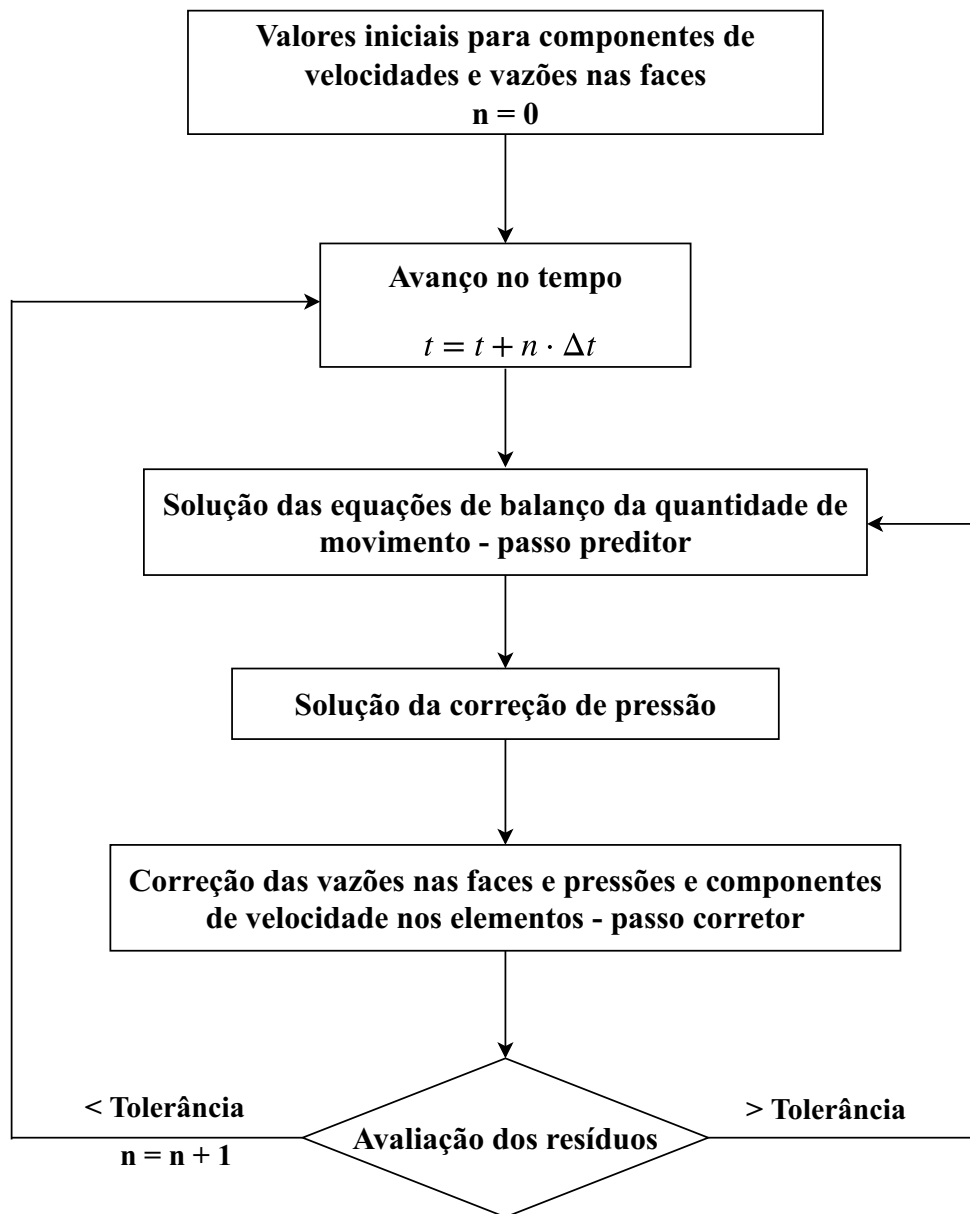 Valores iniciais para componentes de
velocidades e vazões nas faces
n = 0
Avanço no tempo
t = t + n · Δt
Solução das equações de balanço da quantidade de
movimento - passo preditor
Solução da correção de pressão
Correção das vazões nas faces e pressões e componentes
de velocidade nos elementos - passo corretor
< Tolerância
n = n + 1
Avaliação dos resíduos
> Tolerância